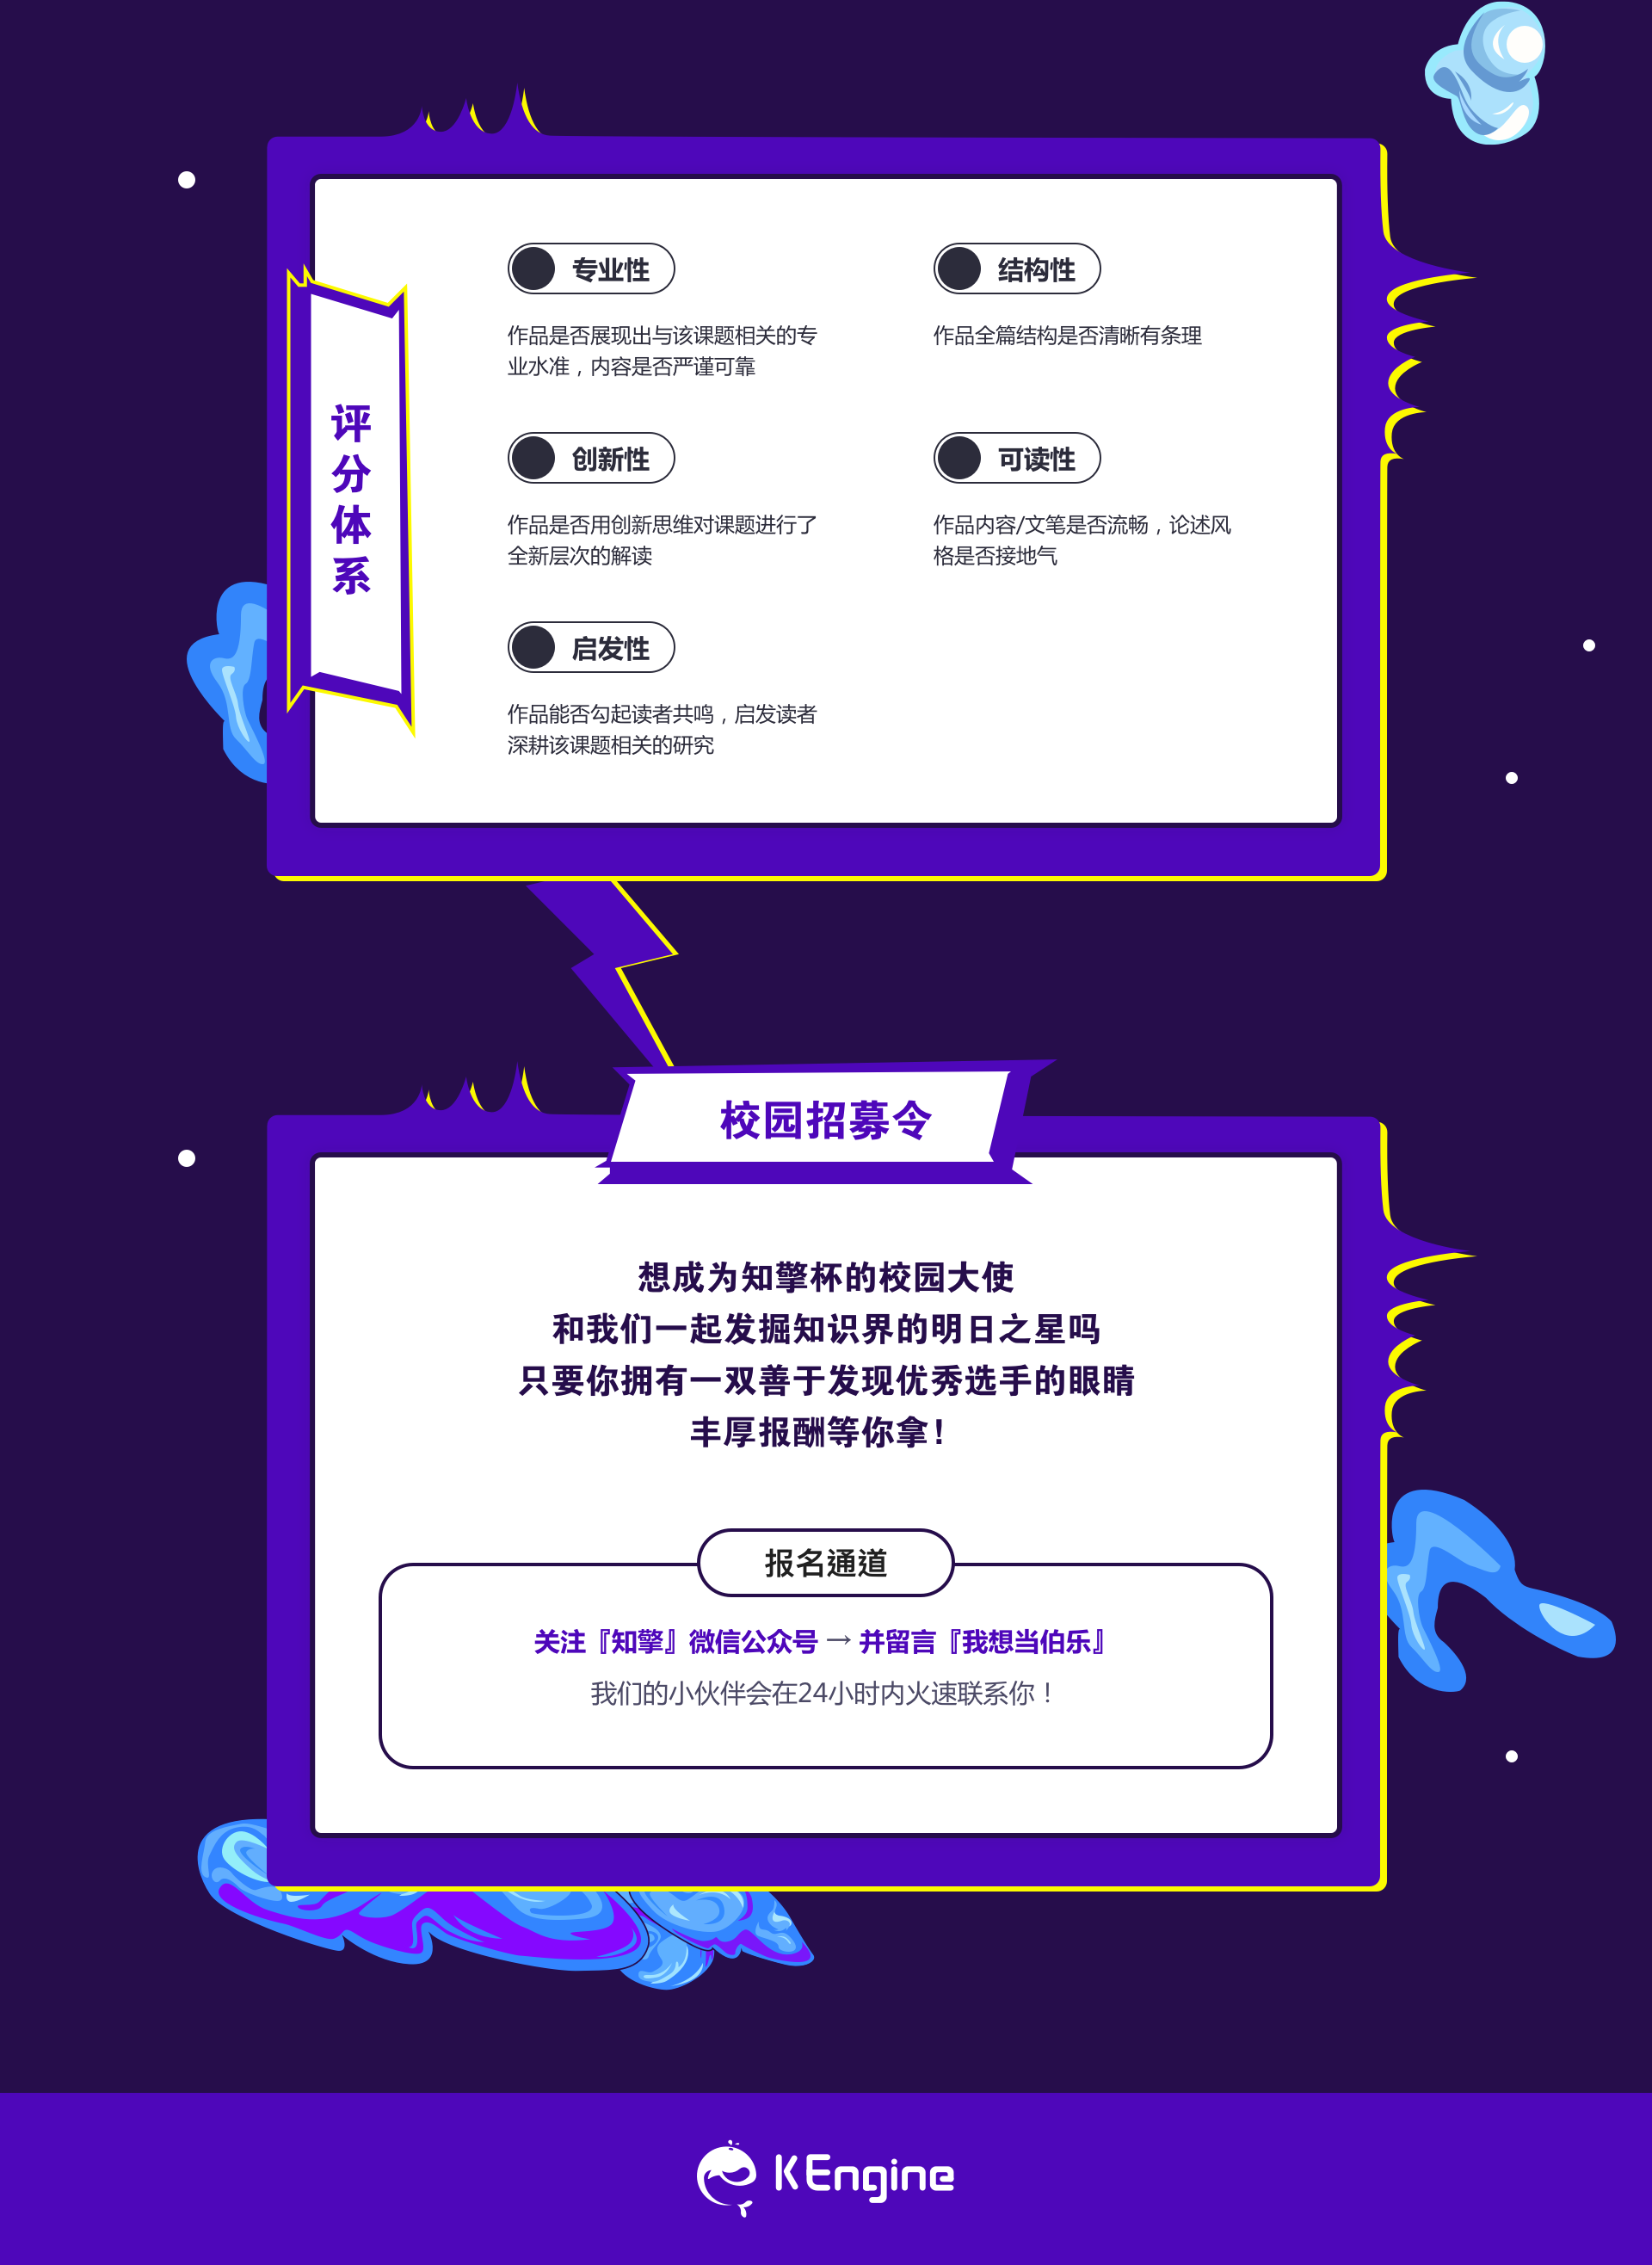 评分体系
专业性
作品是否展现出与该课题相关的专
业水准，内容是否严谨可靠
结构性
作品全篇结构是否清晰有条理
创新性
作品是否用创新思维对课题进行了
全新层次的解读
可读性
作品内容/文笔是否流畅，论述风
格是否接地气
启发性
作品能否勾起读者共鸣，启发读者
深耕该课题相关的研究
校园招募令
想成为知擎杯的校园大使
和我们一起发掘知识界的明日之星吗
只要你拥有一双善于发现优秀选手的眼睛
丰厚报酬等你拿！
报名通道
关注『知擎』微信公众号 → 并留言『我想当伯乐』
我们的小伙伴会在24小时内火速联系你！
KEngine